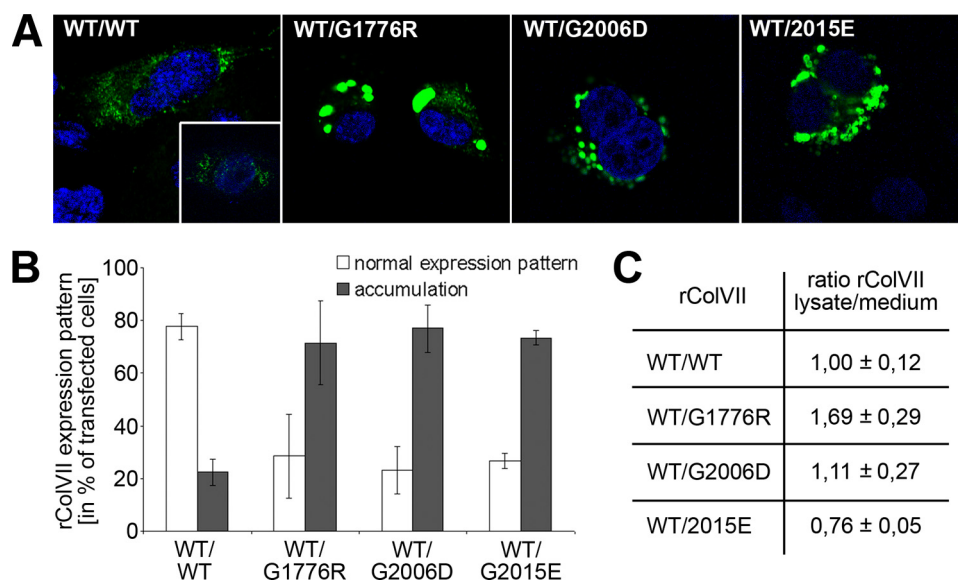 A
WT/WT
WT/G1776R
WT/G2006D
WT/2015E
B
rColVII expression pattern
[in % of transfected cells]
100
80
60
40
20
0
normal expression pattern
accumulation
WT/
WT
WT/
G1776R
WT/
G2006D
WT/
G2015E
C
rColVII
ratio rColVII
lysate/medium
WT/WT
1,00 ± 0,12
WT/G1776R
1,69 ± 0,29
WT/G2006D
1,11 ± 0,27
WT/2015E
0,76 ± 0,05